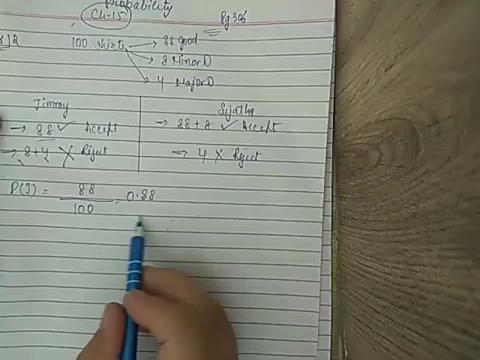 Probability
Ch-15
Pg 306
100 shirts → 88 good
→ 8 Minor D
→ 4 Major D
Jimmy
Sujatha
→ 88 ✓ Accept
→ 88 + 8 ✓ Accept
→ 8+4 ✗ Reject
→ 4 ✗ Reject
P(J) = 88/100 = 0.88